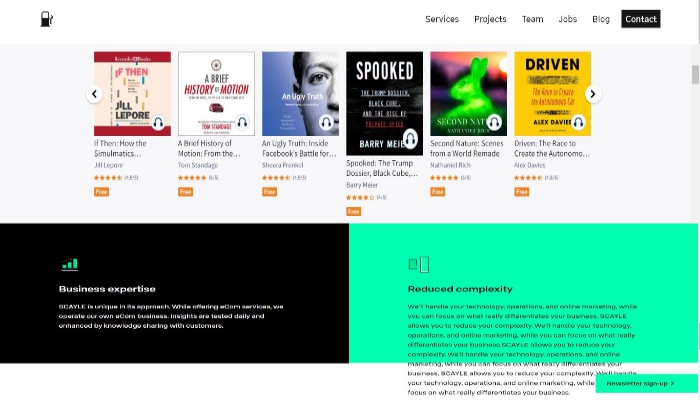 Services Projects Team Jobs Blog Contact
IF THEN
JILL LEPORE
A BRIEF HISTORY OF MOTION
TOM STANDAGE
An Ugly Truth
SPOOKED
THE TRUMP DOSSIER, BLACK CUBE, AND THE RISE OF PRIVATE SPIES
BARRY MEIER
SECOND NATURE
NATHANIEL RICH
DRIVEN
The Race to Create the Autonomous Car
ALEX DAVIES
If Then: How the Simulmatics…
Jill Lepore
Free
A Brief History of Motion: From the…
Tom Standage
(5/5)
Free
An Ugly Truth: Inside Facebook's Battle for…
Sheera Frenkel
Free
Spooked: The Trump Dossier, Black Cube,…
Barry Meier
(4/5)
Free
Second Nature: Scenes from a World Remade
Nathaniel Rich
(5/5)
Free
Driven: The Race to Create the Autonomo…
Alex Davies
Free
Business expertise
SCAYLE is unique in its approach. While offering eCom services, we
operate our own eCom business. Insights are tested daily and
enhanced by knowledge sharing with customers.
Reduced complexity
We'll handle your technology, operations, and online marketing, while
you can focus on what really differentiates your business. SCAYLE
allows you to reduce your complexity. We'll handle your technology,
operations, and online marketing, while you can focus on what really
differentiates your business.SCAYLE allows you to reduce your
complexity. We'll handle your technology, operations, and online
marketing, while you can focus on what really differentiates your
business. SCAYLE allows you to reduce your complexity. We'll handle
your technology, operations, and online marketing, while
focus on what really differentiates your business.
Newsletter sign-up